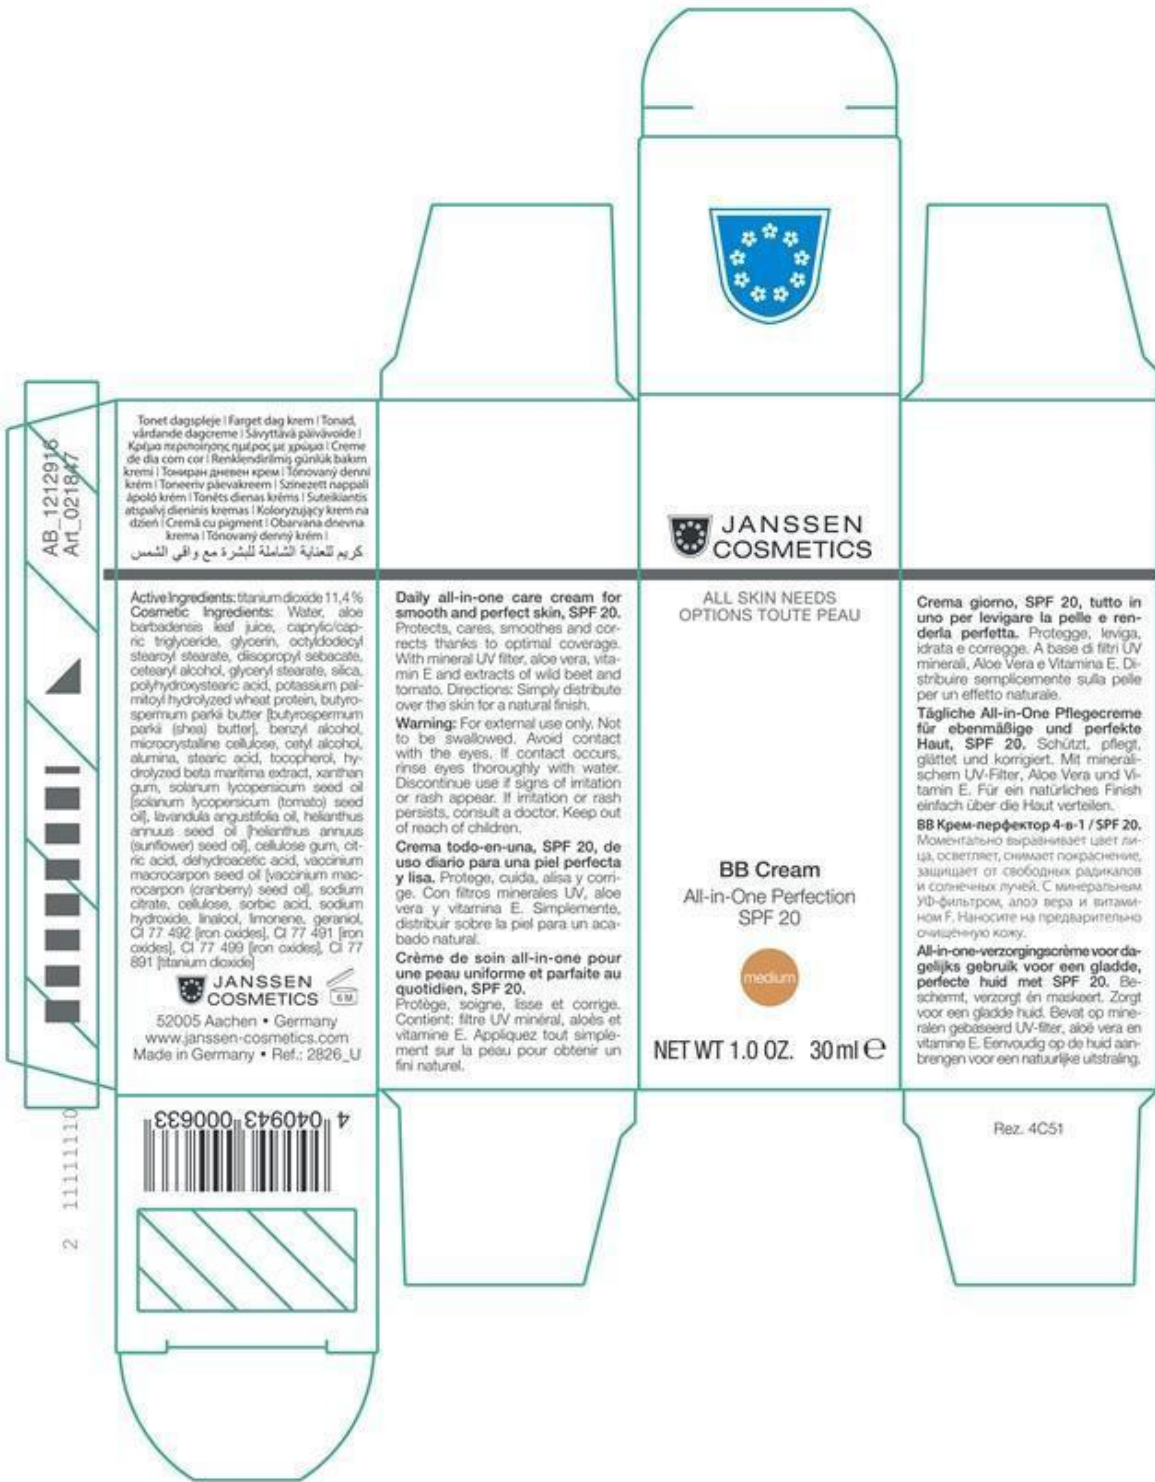 AB_1212916
Art_021847
2 11111110
Tonet dagspleje | Farget dag krem | Tonad,
vårdande dagcreme | Sävyttävä päivävoide |
Κρέμα περιποίησης ημέρας με χρώμα | Creme
de dia com cor | Renklendirilmiş günlük bakım
kremi | Тониран дневен крем | Tónovaný denní
krém | Toneeriv päevakreem | Színezett nappali
ápoló krém | Tonēts dienas krēms | Suteikiantis
atspalvį dieninis kremas | Koloryzujący krem na
dzień | Cremă cu pigment | Obarvana dnevna
krema | Tónovaný denný krém |
كريم للعناية الشاملة للبشرة مع واقي الشمس
Active Ingredients: titanium dioxide 11,4 %
Cosmetic Ingredients: Water, aloe
barbadensis leaf juice, caprylic/cap-
ric triglyceride, glycerin, octyldodecyl
stearoyl stearate, diisopropyl sebacate,
cetearyl alcohol, glyceryl stearate, silica,
polyhydroxystearic acid, potassium pal-
mitoyl hydrolyzed wheat protein, butyro-
spermum parkii butter [butyrospermum
parkii (shea) butter], benzyl alcohol,
microcrystalline cellulose, cetyl alcohol,
alumina, stearic acid, tocopherol, hy-
drolyzed beta maritima extract, xanthan
gum, solanum lycopersicum seed oil
[solanum lycopersicum (tomato) seed
oil], lavandula angustifolia oil, helianthus
annuus seed oil [helianthus annuus
(sunflower) seed oil], cellulose gum, cit-
ric acid, dehydroacetic acid, vaccinium
macrocarpon seed oil [vaccinium mac-
rocarpon (cranberry) seed oil], sodium
citrate, cellulose, sorbic acid, sodium
hydroxide, linalool, limonene, geraniol,
CI 77 492 [iron oxides], CI 77 491 [iron
oxides], CI 77 499 [iron oxides], CI 77
891 [titanium dioxide]
JANSSEN
COSMETICS
6 M
52005 Aachen • Germany
www.janssen-cosmetics.com
Made in Germany • Ref.: 2826_U
4 040943 000633
Daily all-in-one care cream for
smooth and perfect skin, SPF 20.
Protects, cares, smoothes and cor-
rects thanks to optimal coverage.
With mineral UV filter, aloe vera, vita-
min E and extracts of wild beet and
tomato. Directions: Simply distribute
over the skin for a natural finish.
Warning: For external use only. Not
to be swallowed. Avoid contact
with the eyes. If contact occurs,
rinse eyes thoroughly with water.
Discontinue use if signs of irritation
or rash appear. If irritation or rash
persists, consult a doctor. Keep out
of reach of children.
Crema todo-en-una, SPF 20, de
uso diario para una piel perfecta
y lisa. Protege, cuida, alisa y corri-
ge. Con filtros minerales UV, aloe
vera y vitamina E. Simplemente,
distribuir sobre la piel para un aca-
bado natural.
Crème de soin all-in-one pour
une peau uniforme et parfaite au
quotidien, SPF 20.
Protège, soigne, lisse et corrige.
Contient: filtre UV minéral, aloès et
vitamine E. Appliquez tout simple-
ment sur la peau pour obtenir un
fini naturel.
JANSSEN
COSMETICS
ALL SKIN NEEDS
OPTIONS TOUTE PEAU
BB Cream
All-in-One Perfection
SPF 20
medium
NET WT 1.0 OZ. 30 ml ℮
Crema giorno, SPF 20, tutto in
uno per levigare la pelle e ren-
derla perfetta. Protegge, leviga,
idrata e corregge. A base di filtri UV
minerali, Aloe Vera e Vitamina E. Di-
stribuire semplicemente sulla pelle
per un effetto naturale.
Tägliche All-in-One Pflegecreme
für ebenmäßige und perfekte
Haut, SPF 20. Schützt, pflegt,
glättet und korrigiert. Mit minerali-
schem UV-Filter, Aloe Vera und Vi-
tamin E. Für ein natürliches Finish
einfach über die Haut verteilen.
BB Крем-перфектор 4-в-1 / SPF 20.
Моментально выравнивает цвет ли-
ца, осветляет, снимает покраснение,
защищает от свободных радикалов
и солнечных лучей. С минеральным
УФ-фильтром, алоэ вера и витами-
ном F. Наносите на предварительно
очищенную кожу.
All-in-one-verzorgingscrème voor da-
gelijks gebruik voor een gladde,
perfecte huid met SPF 20. Be-
schermt, verzorgt én maskeert. Zorgt
voor een gladde huid. Bevat op mine-
ralen gebaseerd UV-filter, aloë vera en
vitamine E. Eenvoudig op de huid aan-
brengen voor een natuurlijke uitstraling.
Rez. 4C51